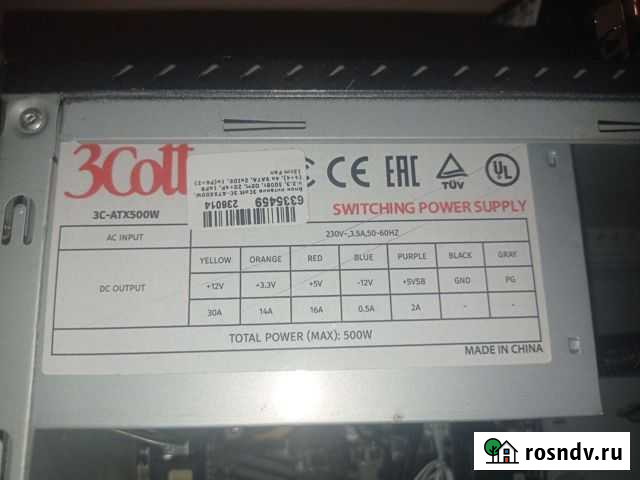 3Cott
CE EAC TÜV UL
3C-ATX500W
SWITCHING POWER SUPPLY
6335459
236014
AC INPUT 230V~,3.5A,50-60HZ
DC OUTPUT YELLOW ORANGE RED BLUE PURPLE BLACK GRAY
+12V +3.3V +5V -12V +5VSB GND PG
30A 14A 16A 0.5A 2A - -
TOTAL POWER (MAX): 500W
MADE IN CHINA
rosndv.ru